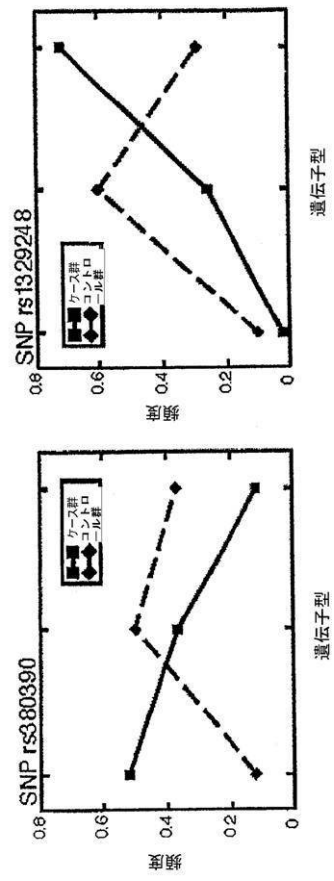 SNP rs380390
0.8
0.6
0.4
0.2
0
頻度
ケース群
コントロ
ール群
遺伝子型
SNP rs1329248
0.8
0.6
0.4
0.2
0
頻度
ケース群
コントロ
ール群
遺伝子型